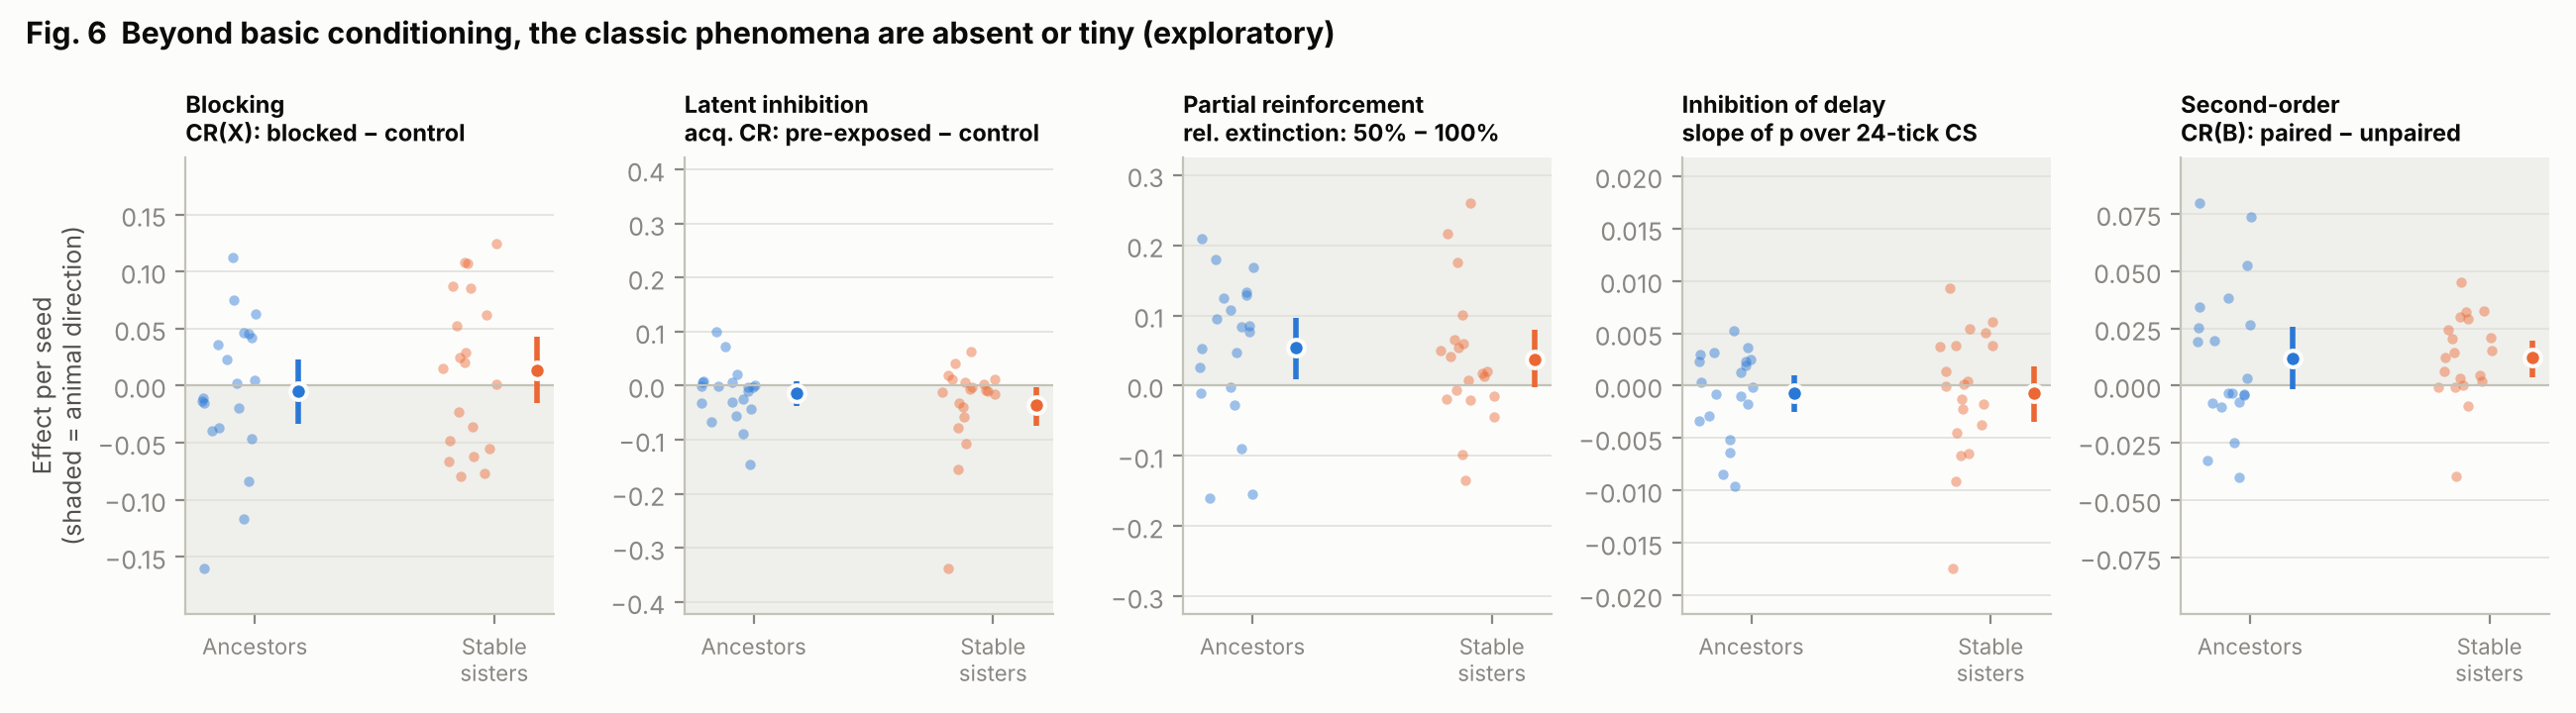 Fig. 6 Beyond basic conditioning, the classic phenomena are absent or tiny (exploratory)
Effect per seed
(shaded = animal direction)
Blocking
CR(X): blocked − control
0.15
0.10
0.05
0.00
−0.05
−0.10
−0.15
Ancestors
Stable
sisters
Latent inhibition
acq. CR: pre-exposed − control
0.4
0.3
0.2
0.1
0.0
−0.1
−0.2
−0.3
−0.4
Ancestors
Stable
sisters
Partial reinforcement
rel. extinction: 50% − 100%
0.3
0.2
0.1
0.0
−0.1
−0.2
−0.3
Ancestors
Stable
sisters
Inhibition of delay
slope of p over 24-tick CS
0.020
0.015
0.010
0.005
0.000
−0.005
−0.010
−0.015
−0.020
Ancestors
Stable
sisters
Second-order
CR(B): paired − unpaired
0.075
0.050
0.025
0.000
−0.025
−0.050
−0.075
Ancestors
Stable
sisters